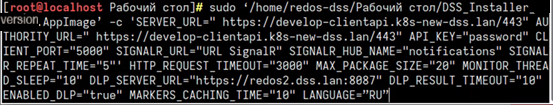 [root@localhost Рабочий стол]# sudo ‘/home/redos-dss/Рабочий стол/DSS_Installer_
version.AppImage’ -c 'SERVER_URL=" https://develop-clientapi.k8s-new-dss.lan/443" AU
THORITY_URL=" https://develop-clientapi.k8s-new-dss.lan/443" API_KEY="password" CL
IENT_PORT="5000" SIGNALR_URL="URL SignalR" SIGNALR_HUB_NAME="notifications" SIGNAL
R_REPEAT_TIME="5"' HTTP_REQUEST_TIMEOUT="3000" MAX_PACKAGE_SIZE="20" MONITOR_THREA
D_SLEEP="10" DLP_SERVER_URL="https://redos2.dss.lan:8087" DLP_RESULT_TIMEOUT="10"
ENABLED_DLP="true" MARKERS_CACHING_TIME="10" LANGUAGE="RU”’